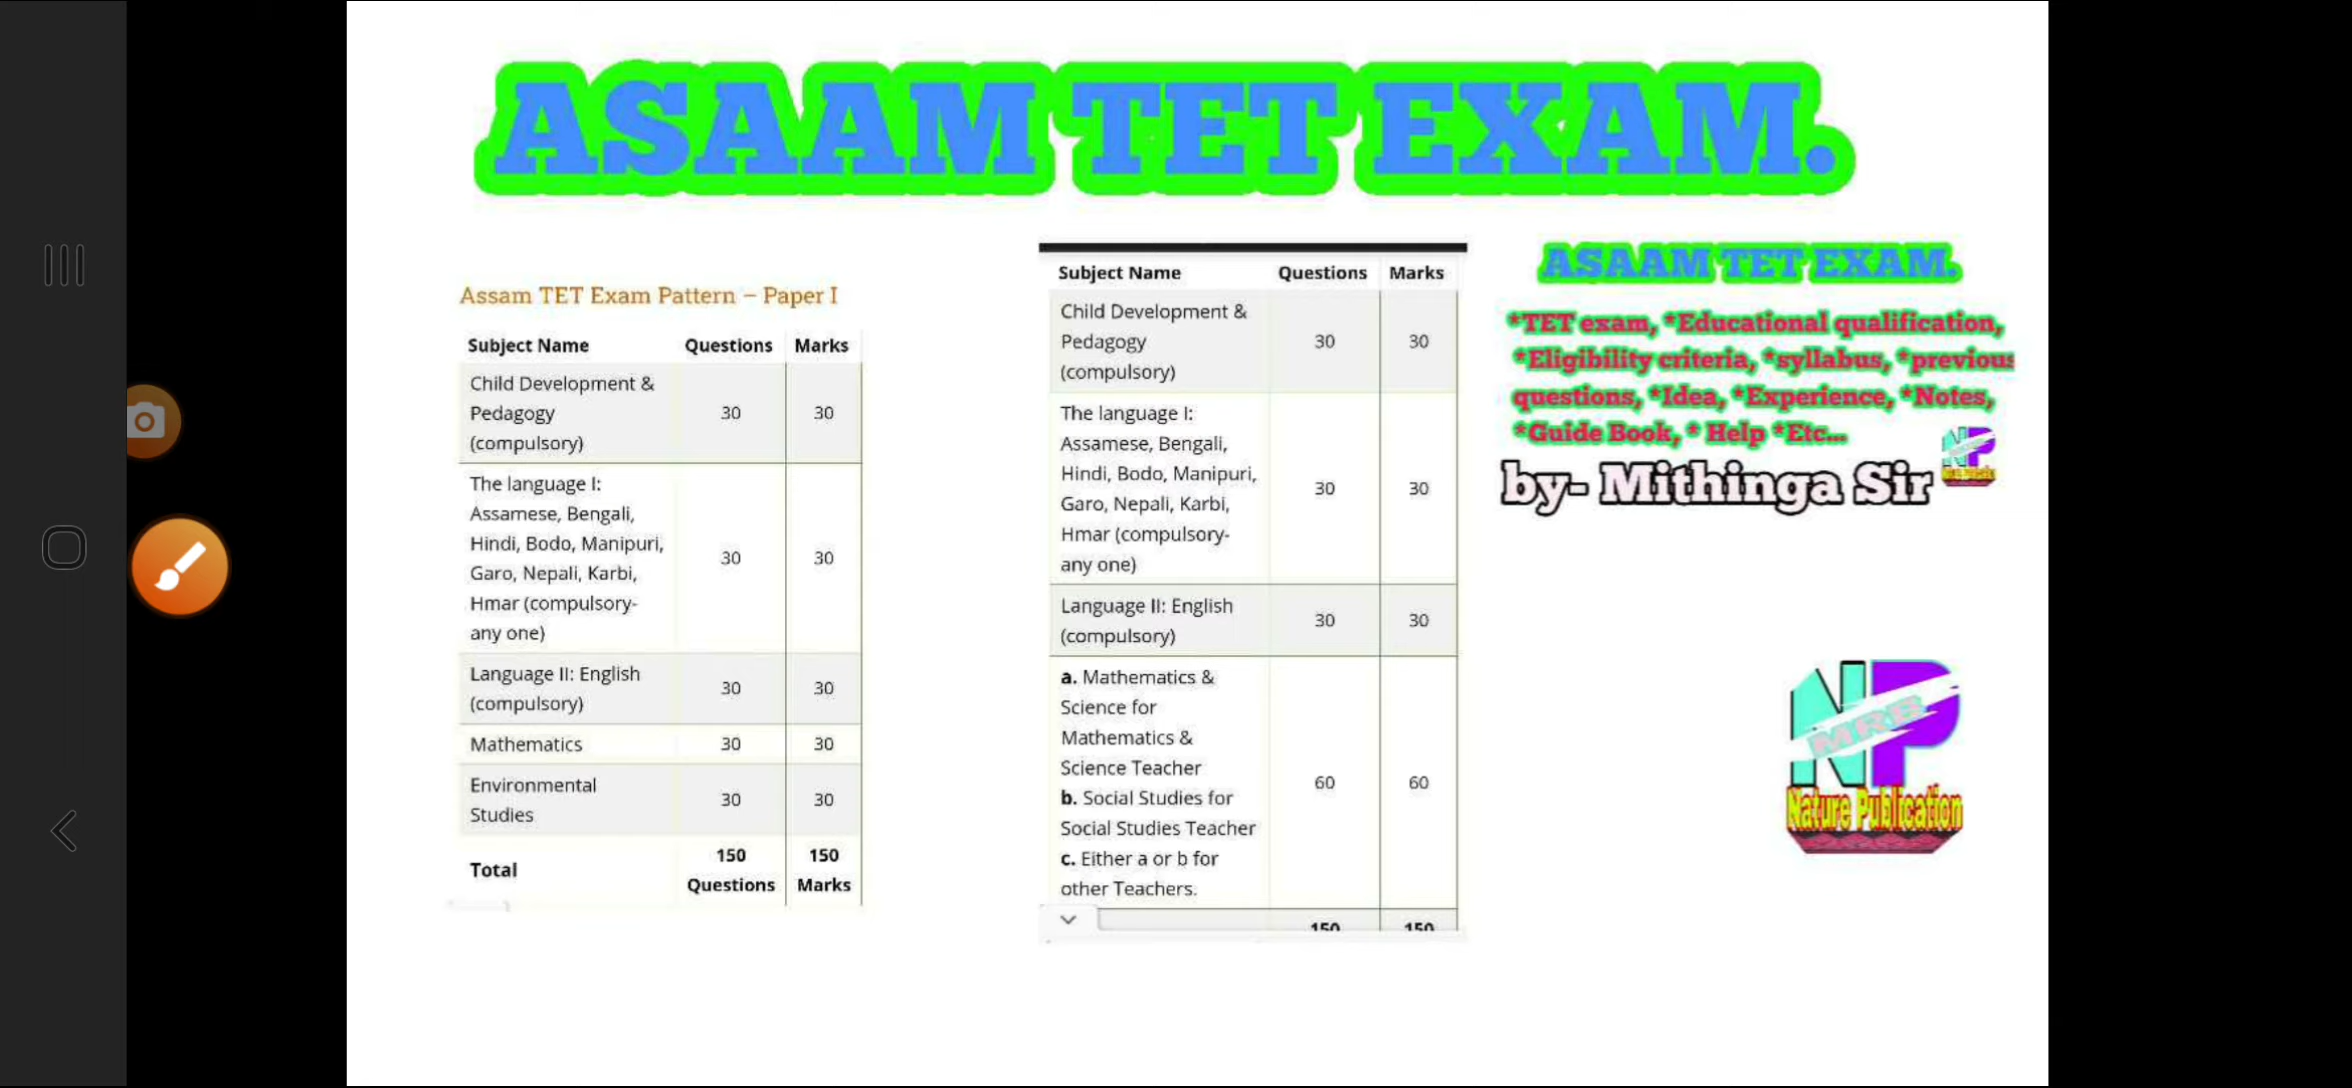 ASAAM TET EXAM.
Assam TET Exam Pattern – Paper I
Subject Name Questions Marks
Child Development &
Pedagogy 30 30
(compulsory)
The language I:
Assamese, Bengali,
Hindi, Bodo, Manipuri, 30 30
Garo, Nepali, Karbi,
Hmar (compulsory-
any one)
Language II: English 30 30
(compulsory)
Mathematics 30 30
Environmental 30 30
Studies
Total 150 150
Questions Marks
Subject Name Questions Marks
Child Development &
Pedagogy 30 30
(compulsory)
The language I:
Assamese, Bengali,
Hindi, Bodo, Manipuri, 30 30
Garo, Nepali, Karbi,
Hmar (compulsory-
any one)
Language II: English 30 30
(compulsory)
a. Mathematics &
Science for
Mathematics &
Science Teacher 60 60
b. Social Studies for
Social Studies Teacher
c. Either a or b for
other Teachers.
150 150
ASAAM TET EXAM.
*TET exam, *Educational qualification,
*Eligibility criteria, *syllabus, *previous
questions, *Idea, *Experience, *Notes,
*Guide Book, * Help *Etc...
NP
by- Mithinga Sir
NP
MRB
Nature Publication